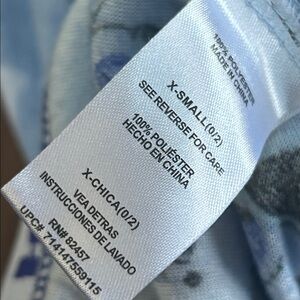 100% POLYESTER
MADE IN CHINA
X-SMALL(0/2)
SEE REVERSE FOR CARE
100% POLIÉSTER
HECHO EN CHINA
X-CHICA(0/2)
VEA DETRAS
INSTRUCCIONES DE LAVADO
RN# 82457
UPC# 714147559115